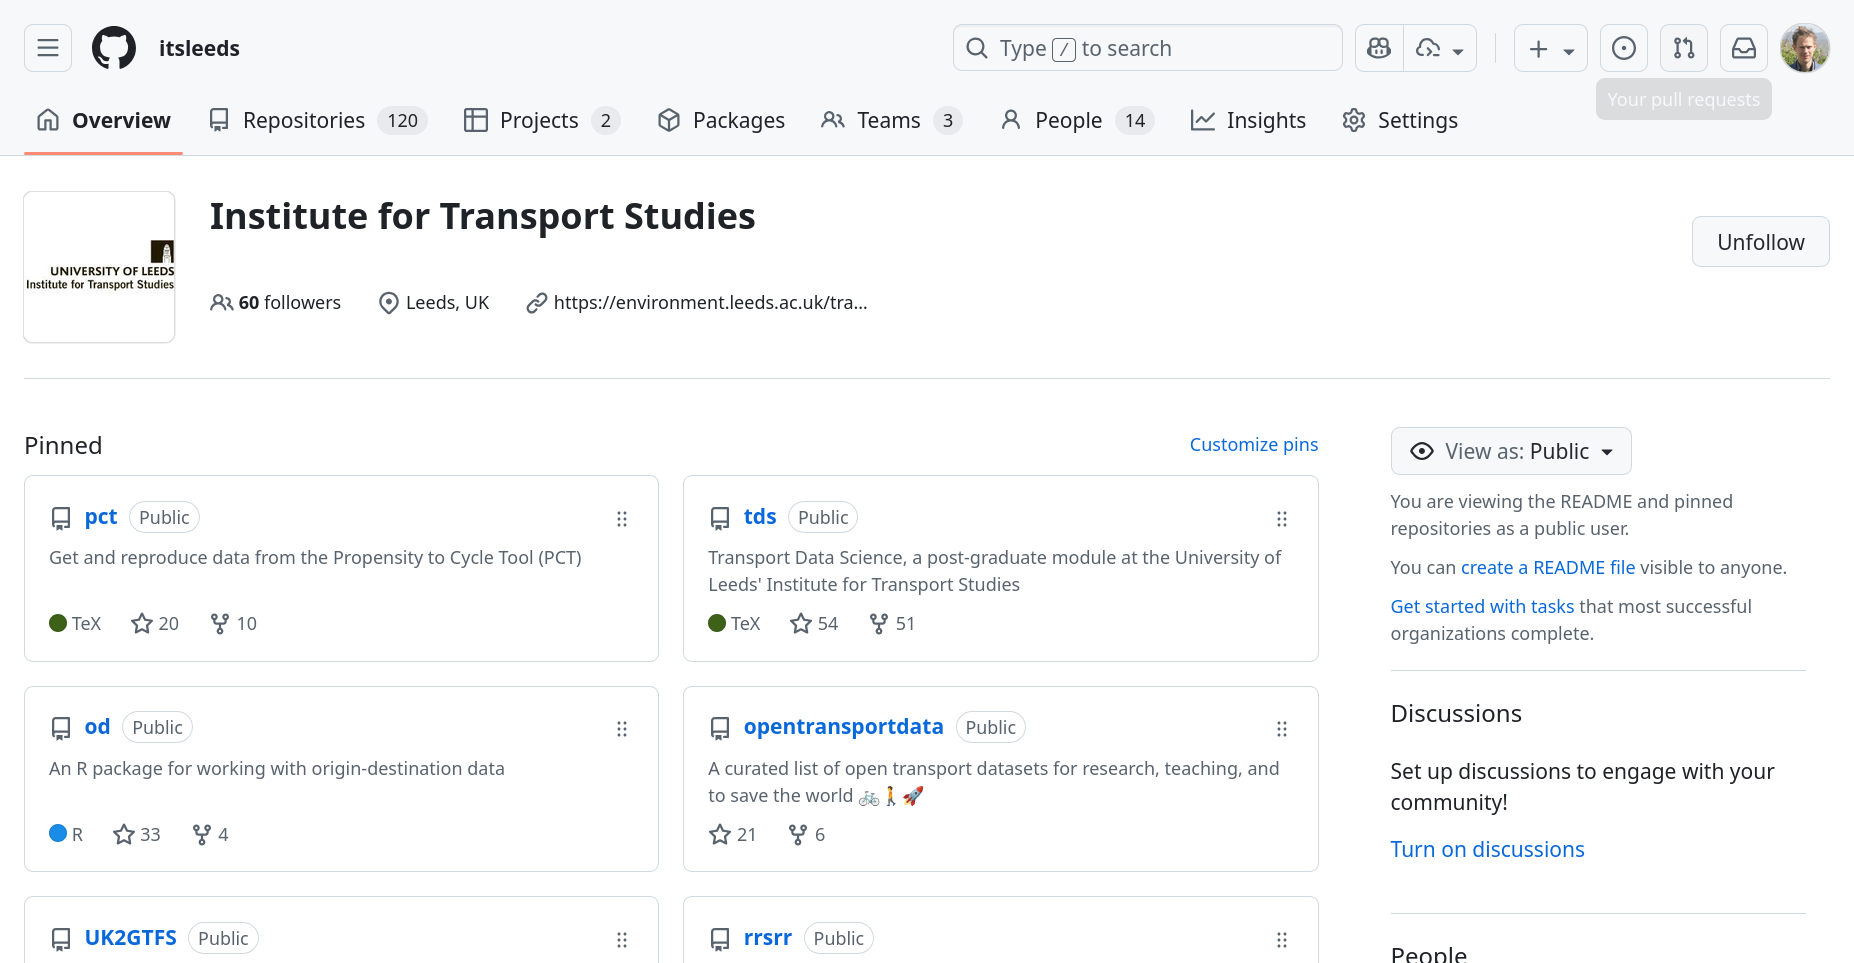 itsleeds
Type / to search
Your pull requests
Overview
Repositories 120
Projects 2
Packages
Teams 3
People 14
Insights
Settings
UNIVERSITY OF LEEDS
Institute for Transport Studies
Institute for Transport Studies
Unfollow
60 followers
Leeds, UK
https://environment.leeds.ac.uk/tra...
Pinned
Customize pins
pct Public
Get and reproduce data from the Propensity to Cycle Tool (PCT)
TeX 20 10
tds Public
Transport Data Science, a post-graduate module at the University of
Leeds' Institute for Transport Studies
TeX 54 51
od Public
An R package for working with origin-destination data
R 33 4
opentransportdata Public
A curated list of open transport datasets for research, teaching, and
to save the world 🚲🚶🚀
21 6
UK2GTFS Public
rrsrr Public
View as: Public
You are viewing the README and pinned
repositories as a public user.
You can create a README file visible to anyone.
Get started with tasks that most successful
organizations complete.
Discussions
Set up discussions to engage with your
community!
Turn on discussions
People